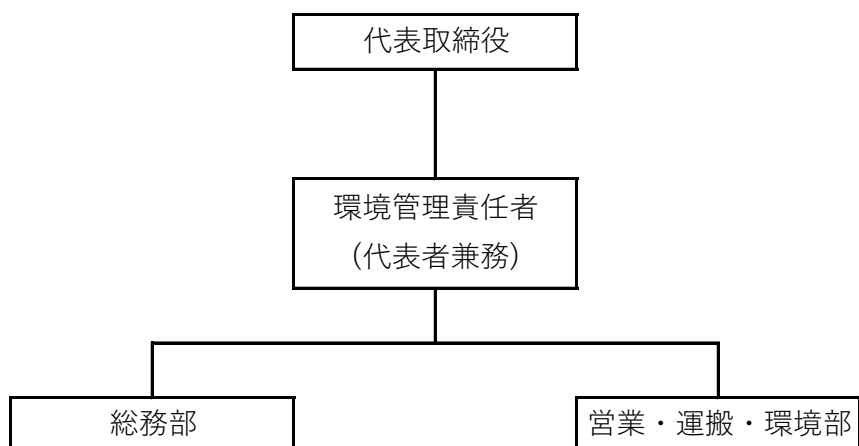 代表取締役
環境管理責任者
(代表者兼務)
総務部
営業・運搬・環境部